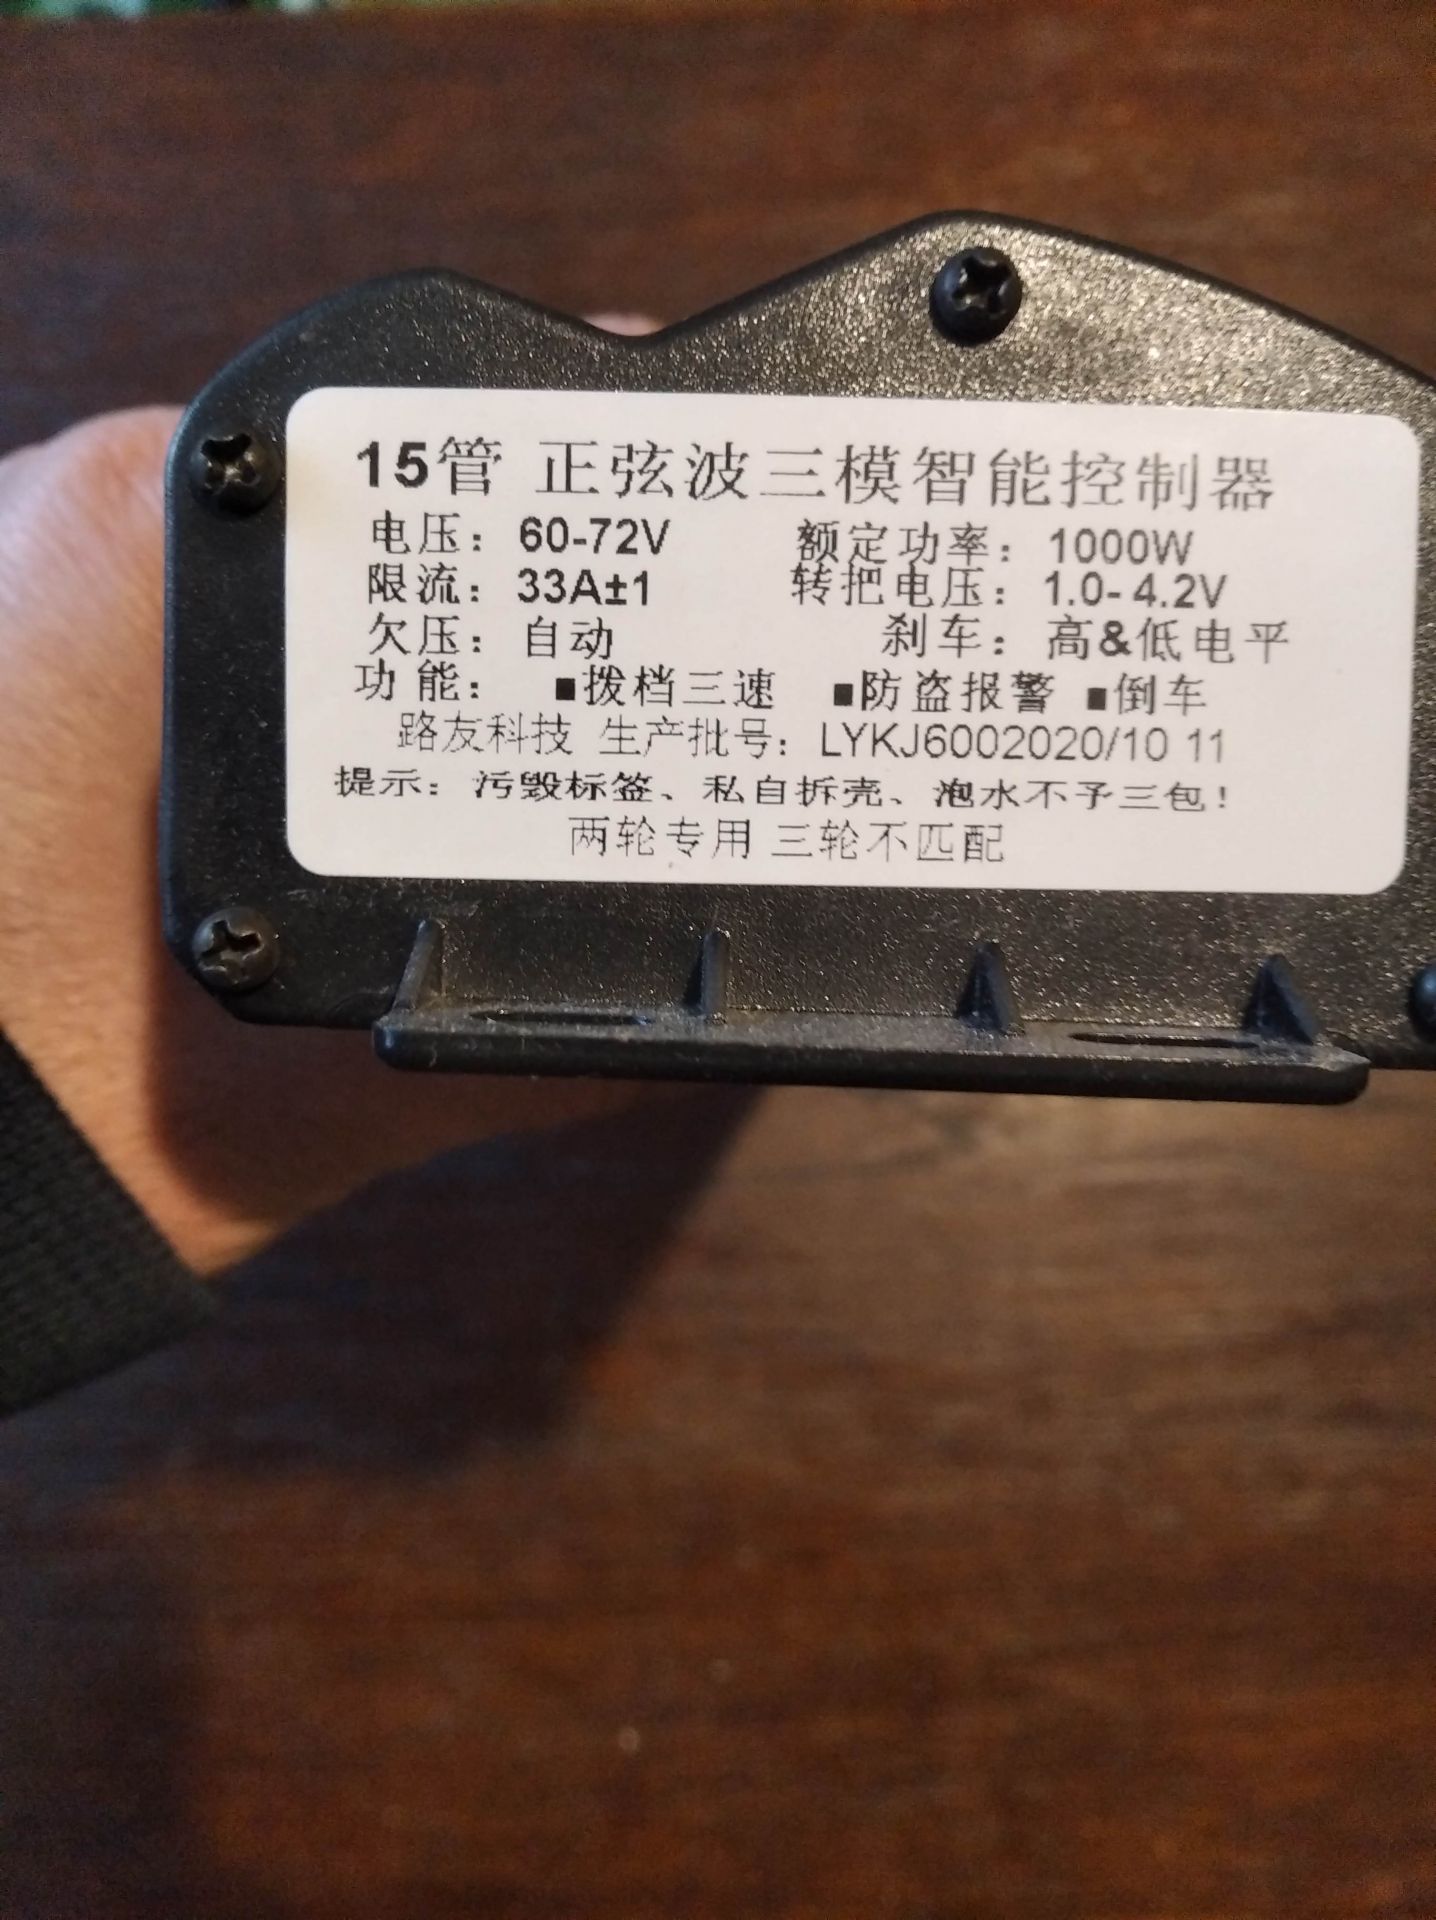 15管 正弦波三模智能控制器
电压：60-72V 额定功率：1000W
限流：33A±1 转把电压：1.0-4.2V
欠压：自动 刹车：高&低电平
功能：■拨档三速 ■防盗报警 ■倒车
路友科技 生产批号：LYKJ6002020/10 11
提示：污毁标签、私自拆壳、泡水不予三包！
两轮专用 三轮不匹配